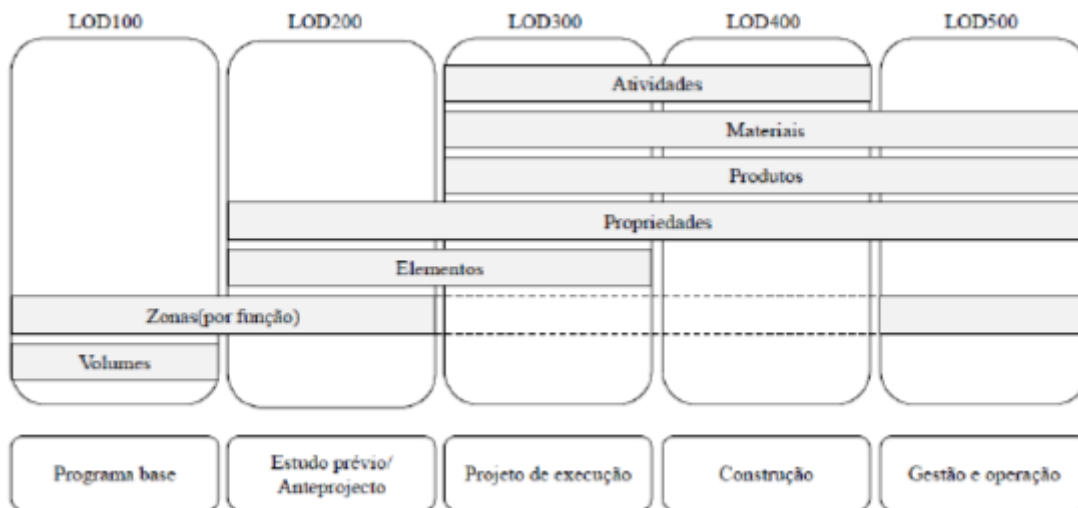 LOD100
LOD200
LOD300
LOD400
LOD500
Atividades
Materiais
Produtos
Propriedades
Elementos
Zonas(por função)
Volumes
Programa base
Estudo prévio/
Anteprojecto
Projeto de execução
Construção
Gestão e operação